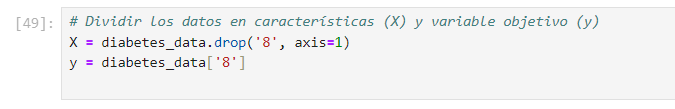 [49]: # Dividir los datos en características (X) y variable objetivo (y)
X = diabetes_data.drop('8', axis=1)
y = diabetes_data['8']